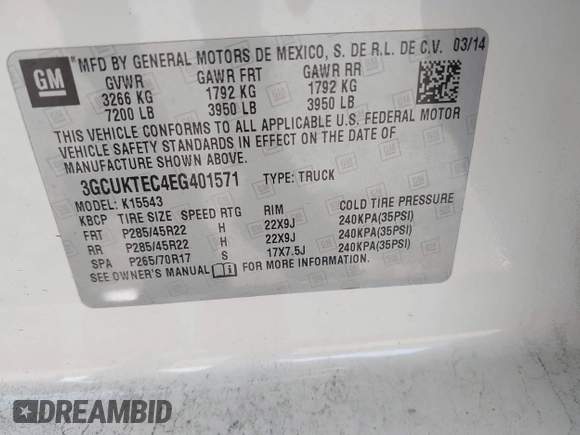 GM
MFD BY GENERAL MOTORS DE MEXICO, S. DE R.L. DE C.V. 03/14
GVWR GAWR FRT GAWR RR
3266 KG 1792 KG 1792 KG
7200 LB 3950 LB 3950 LB
THIS VEHICLE CONFORMS TO ALL APPLICABLE U.S. FEDERAL MOTOR
VEHICLE SAFETY STANDARDS IN EFFECT ON THE DATE OF
MANUFACTURE SHOWN ABOVE.
3GCUKTEC4EG401571 TYPE: TRUCK
MODEL: K15543
KBCP TIRE SIZE SPEED RTG RIM COLD TIRE PRESSURE
FRT P285/45R22 H 22X9J 240KPA(35PSI)
RR P285/45R22 H 22X9J 240KPA(35PSI)
SPA P265/70R17 S 17X7.5J 240KPA(35PSI)
SEE OWNER'S MANUAL FOR MORE INFORMATION.
DREAMBID